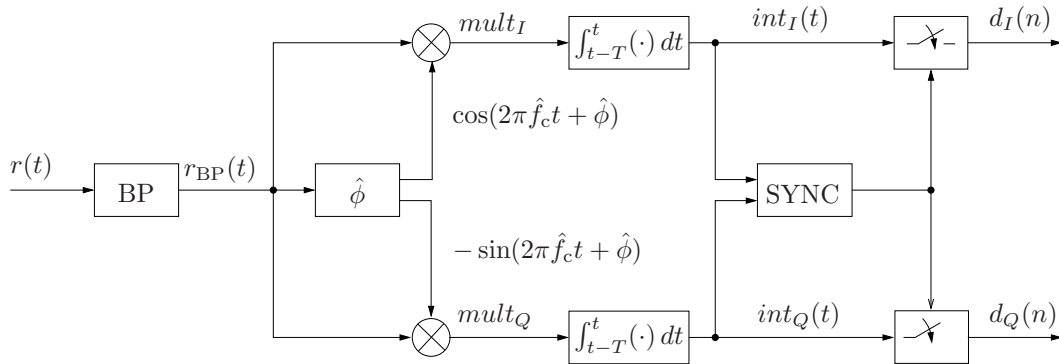 mult_I
∫_{t−T}^{t}(·) dt
int_I(t)
d_I(n)
cos(2πf̂_c t + ϕ̂)
r(t)
BP
r_BP(t)
ϕ̂
SYNC
− sin(2πf̂_c t + ϕ̂)
mult_Q
∫_{t−T}^{t}(·) dt
int_Q(t)
d_Q(n)